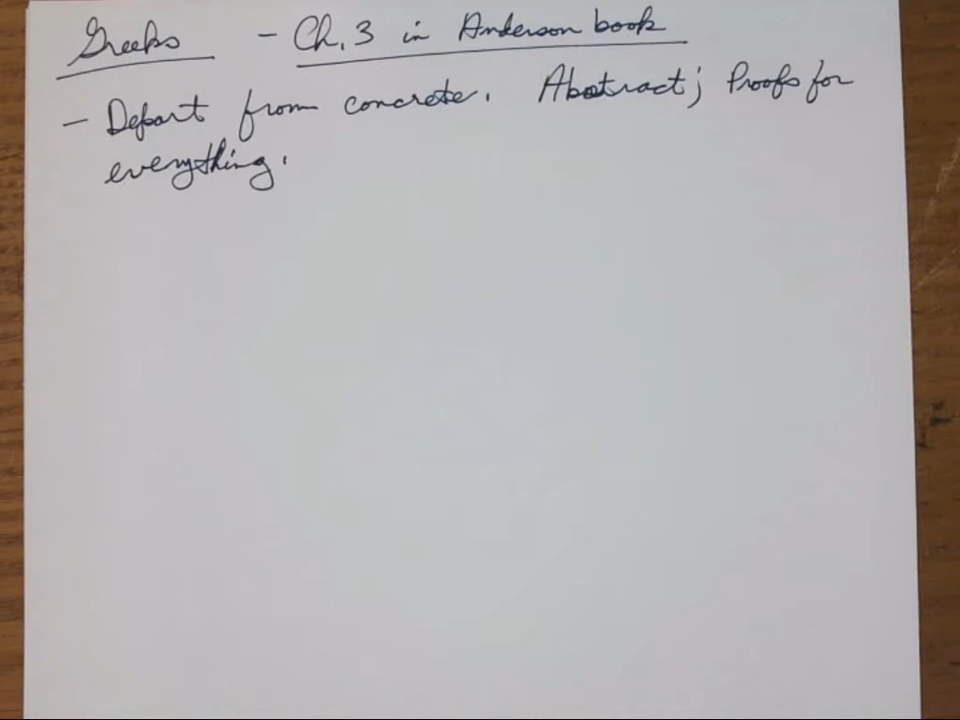 Greeks - Ch. 3 in Anderson book
- Depart from concrete. Abstract; Proofs for
everything.